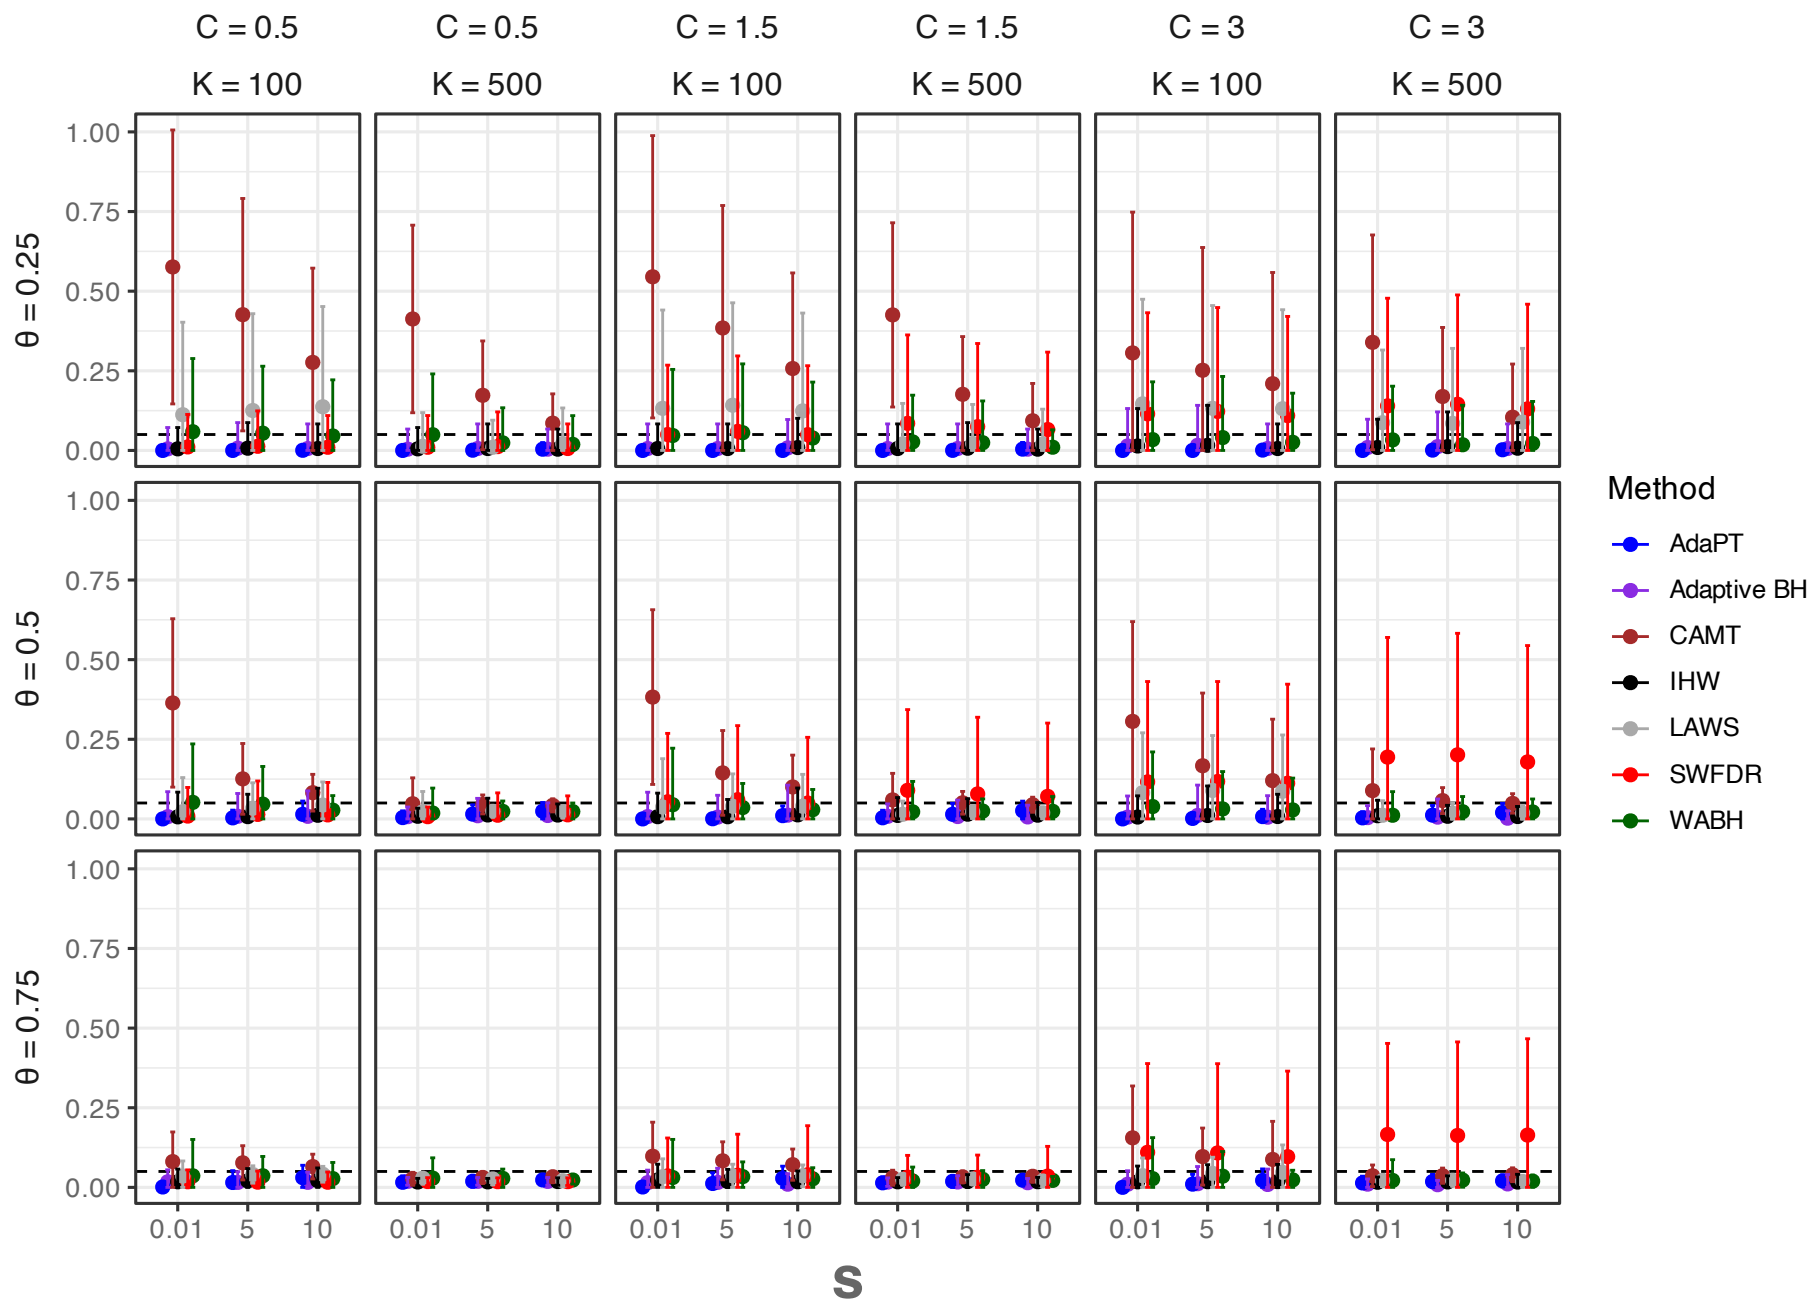 C = 0.5 C = 0.5 C = 1.5 C = 1.5 C = 3 C = 3
K = 100 K = 500 K = 100 K = 500 K = 100 K = 500
θ = 0.25
1.00
0.75
0.50
0.25
0.00
θ = 0.5
1.00
0.75
0.50
0.25
0.00
θ = 0.75
1.00
0.75
0.50
0.25
0.00
0.01 5 10 0.01 5 10 0.01 5 10 0.01 5 10 0.01 5 10 0.01 5 10
s
Method
AdaPT
Adaptive BH
CAMT
IHW
LAWS
SWFDR
WABH